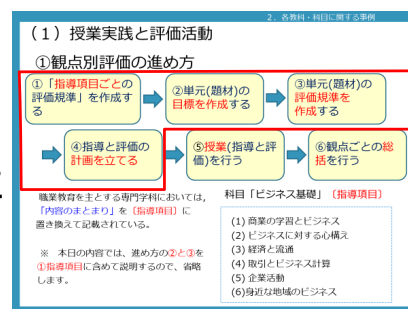 2．各教科・科目に関する事例
（1）授業実践と評価活動
①観点別評価の進め方
①「指導項目ごとの
評価規準」を作成す
る
②単元(題材)の
目標を作成する
③単元(題材)の
評価規準を
作成する
④指導と評価の
計画を立てる
⑤授業(指導と評
価)を行う
⑥観点ごとの総
括を行う
職業教育を主とする専門学科においては，
「内容のまとまり」を〔指導項目〕に
置き換えて記載されている。
※　本日の内容では、進め方の②と③を
①指導項目に含めて説明するので、省略
します。
科目「ビジネス基礎」〔指導項目〕
(1) 商業の学習とビジネス
(2) ビジネスに対する心構え
(3) 経済と流通
(4) 取引とビジネス計算
(5) 企業活動
(6)身近な地域のビジネス